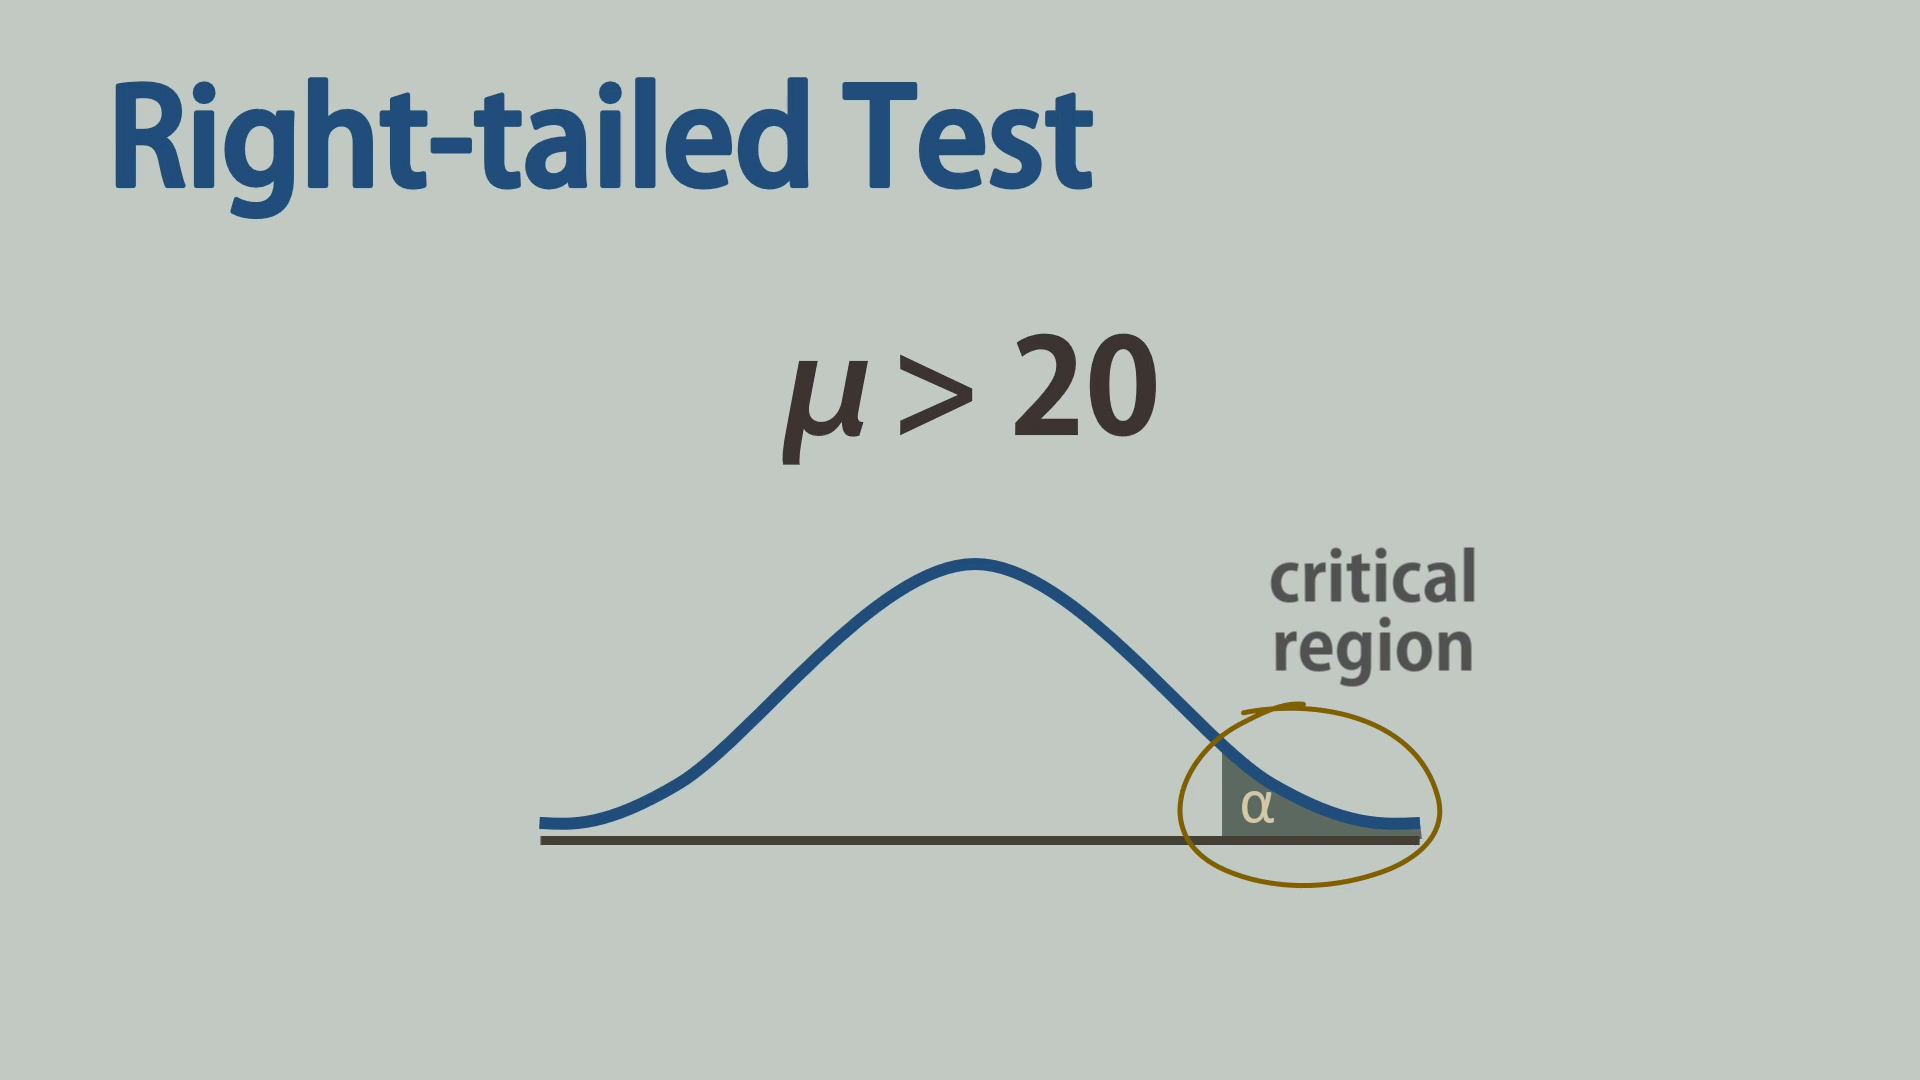 Right-tailed Test
μ > 20
critical
region
α